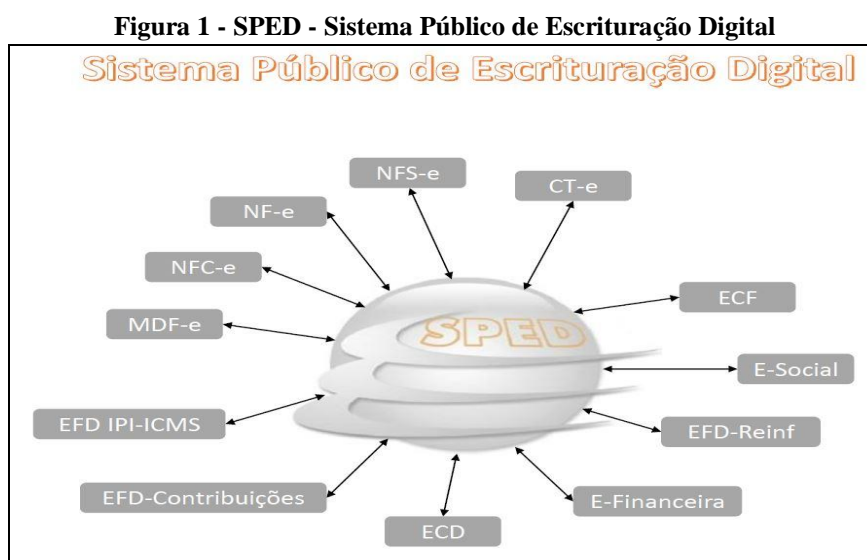 Figura 1 - SPED - Sistema Público de Escrituração Digital
Sistema Público de Escrituração Digital
NFS-e
CT-e
NF-e
NFC-e
ECF
MDF-e
SPED
E-Social
EFD IPI-ICMS
EFD-Reinf
EFD-Contribuições
E-Financeira
ECD